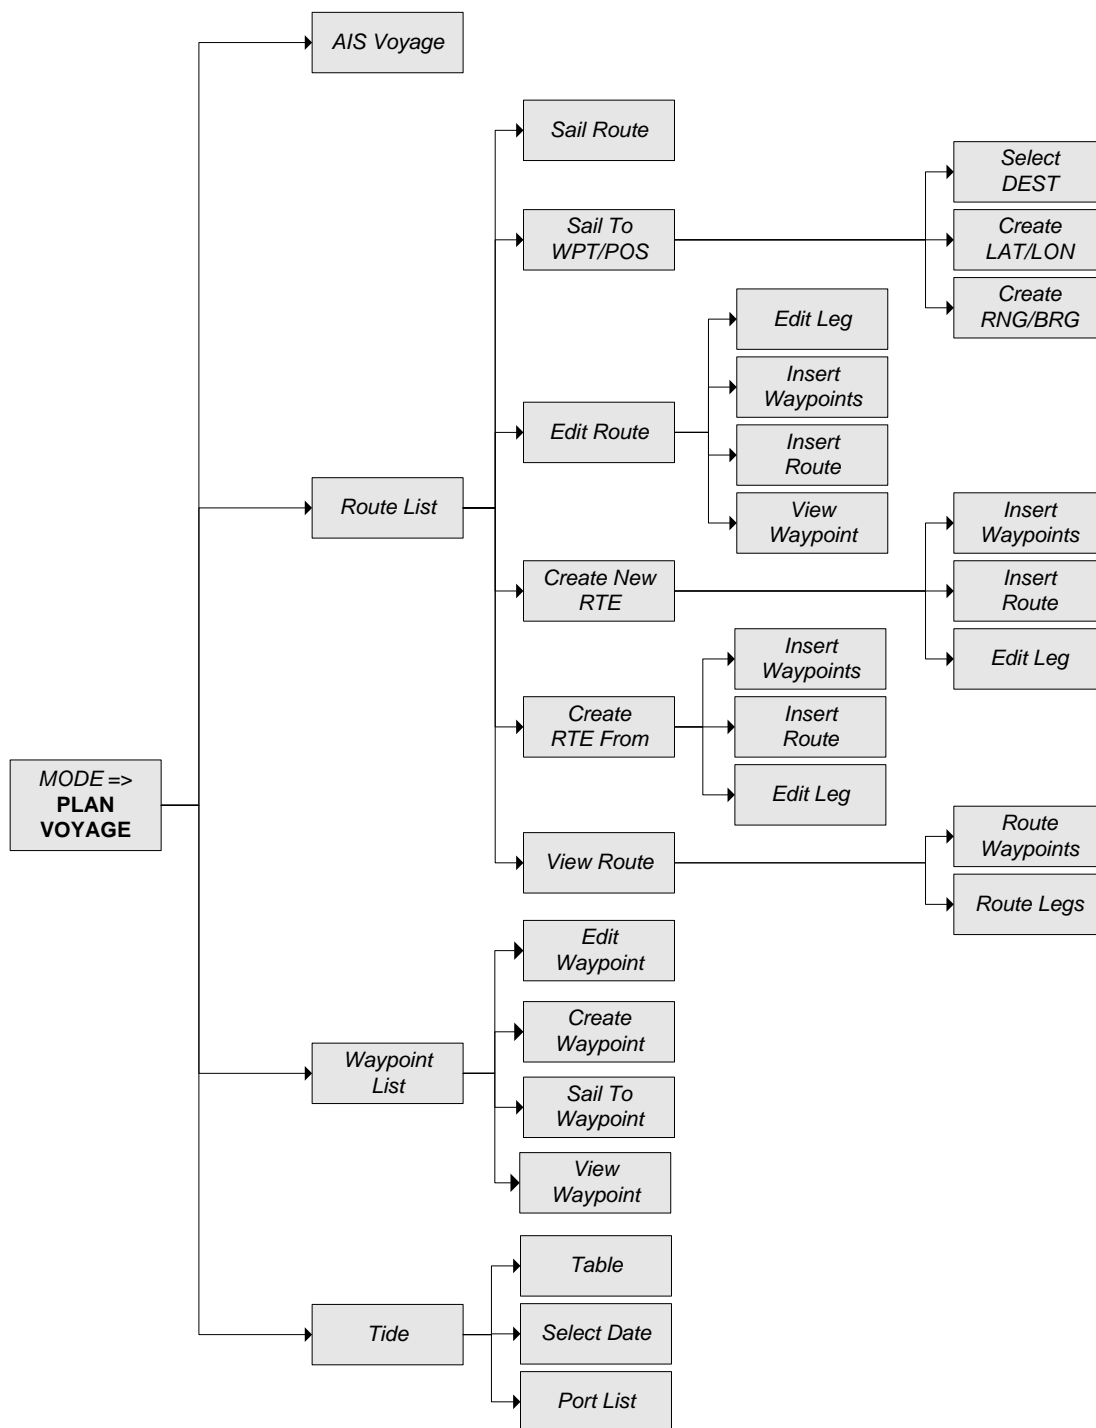 AIS Voyage
Sail Route
Select
DEST
Sail To
WPT/POS
Create
LAT/LON
Create
RNG/BRG
Edit Leg
Insert
Waypoints
Edit Route
Insert
Route
View
Waypoint
Route List
Insert
Waypoints
Create New
RTE
Insert
Route
Edit Leg
Insert
Waypoints
Create
RTE From
Insert
Route
Edit Leg
MODE =>
PLAN
VOYAGE
Route
Waypoints
View Route
Route Legs
Edit
Waypoint
Create
Waypoint
Waypoint
List
Sail To
Waypoint
View
Waypoint
Table
Tide
Select Date
Port List